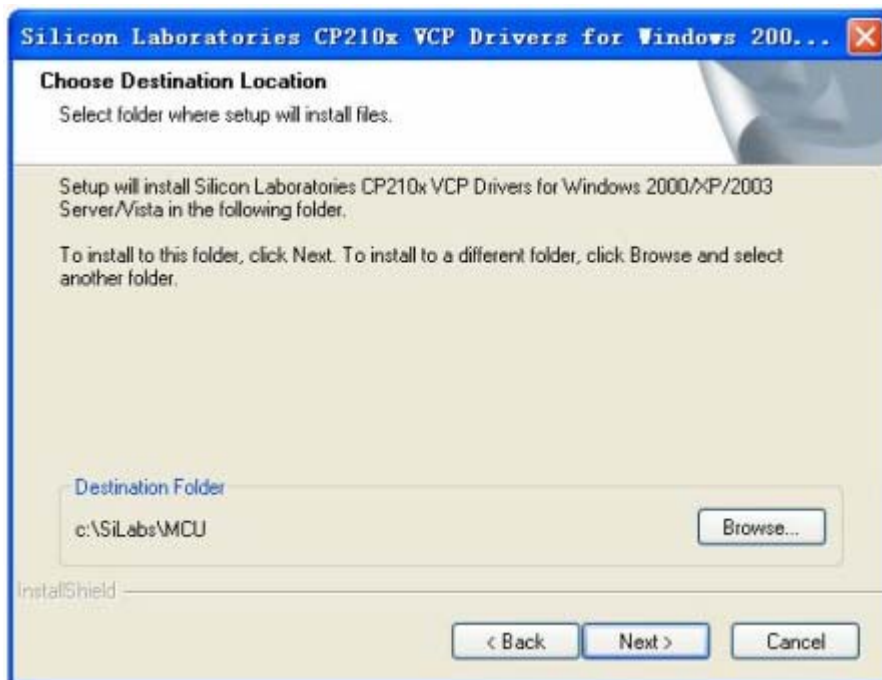 Silicon Laboratories CP210x VCP Drivers for Windows 200...
Choose Destination Location
Select folder where setup will install files.
Setup will install Silicon Laboratories CP210x VCP Drivers for Windows 2000/XP/2003
Server/Vista in the following folder.
To install to this folder, click Next. To install to a different folder, click Browse and select
another folder.
Destination Folder
c:\SiLabs\MCU
Browse...
InstallShield
< Back
Next >
Cancel